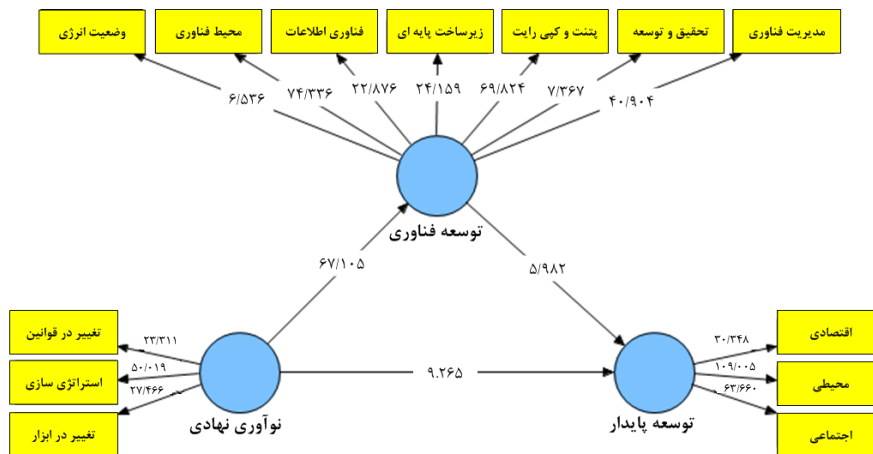 مدیریت فناوری
تحقیق و توسعه
پتنت و کپی رایت
زیرساخت پایه ای
فناوری اطلاعات
محیط فناوری
وضعیت انرژی
۴۰/۹۰۴
۷/۳۶۷
۶۹/۸۲۴
۲۴/۱۵۹
۲۲/۸۷۶
۷۴/۳۳۶
۶/۵۳۶
توسعه فناوری
۶۷/۱۰۵
۵/۹۸۲
اقتصادی
محیطی
اجتماعی
۳۰/۳۴۸
۱۰۹/۰۰۵
۶۳/۶۶۰
توسعه پایدار
۹.۲۶۵
نوآوری نهادی
۲۳/۳۱۱
۵۰/۰۱۹
۲۷/۴۶۶
تغییر در قوانین
استراتژی سازی
تغییر در ابزار